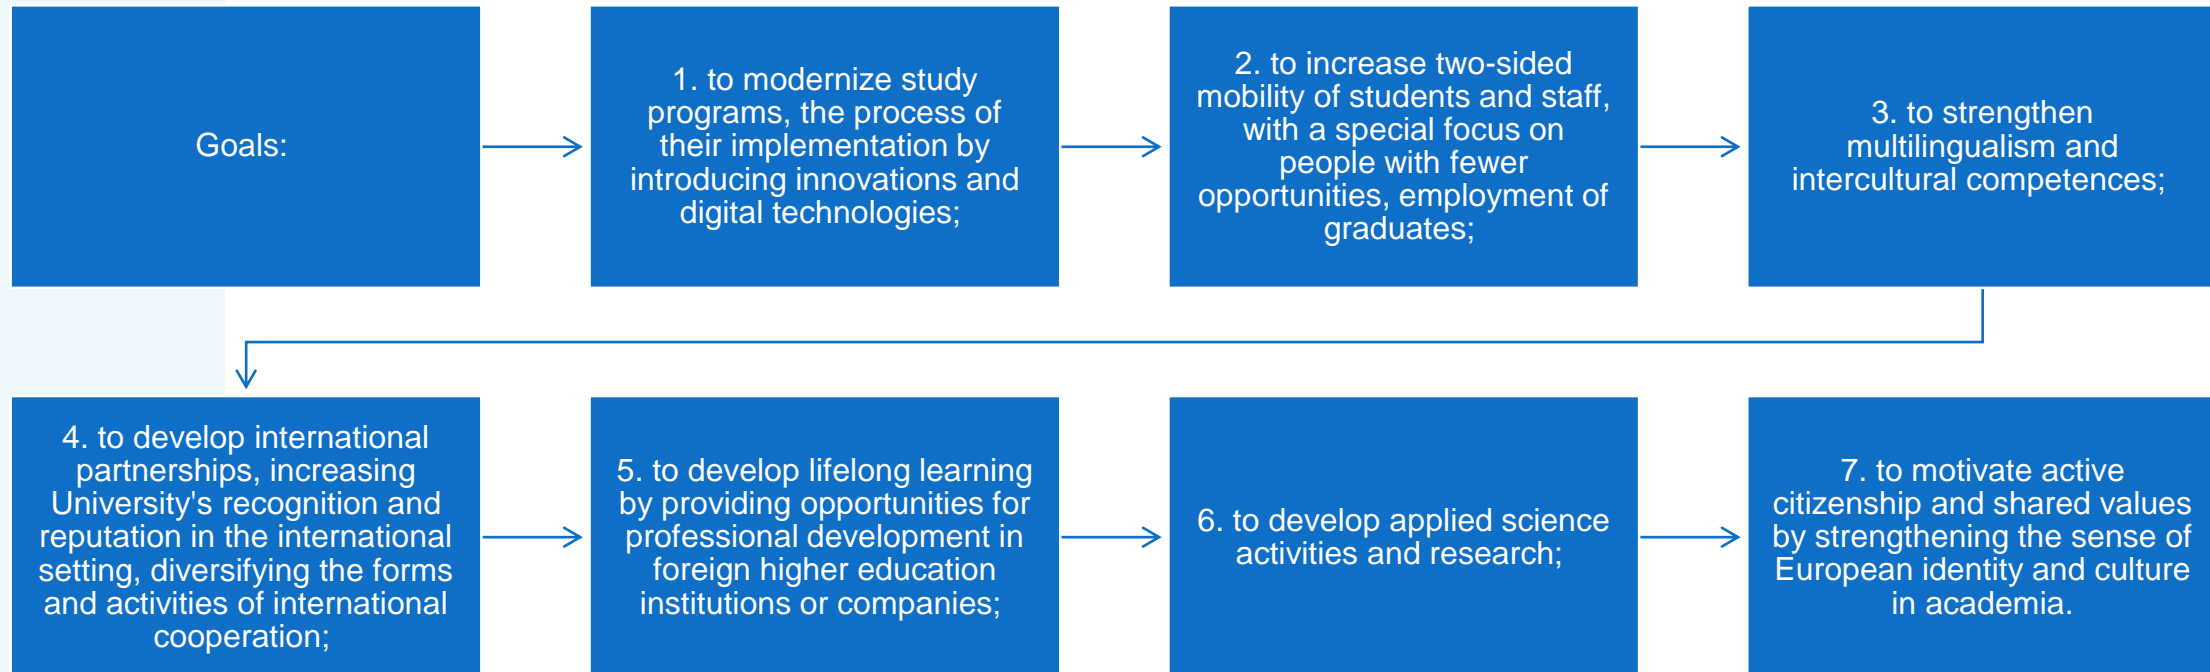 Goals:
1. to modernize study
programs, the process of
their implementation by
introducing innovations and
digital technologies;
2. to increase two-sided
mobility of students and staff,
with a special focus on
people with fewer
opportunities, employment of
graduates;
3. to strengthen
multilingualism and
intercultural competences;
4. to develop international
partnerships, increasing
University's recognition and
reputation in the international
setting, diversifying the forms
and activities of international
cooperation;
5. to develop lifelong learning
by providing opportunities for
professional development in
foreign higher education
institutions or companies;
6. to develop applied science
activities and research;
7. to motivate active
citizenship and shared values
by strengthening the sense of
European identity and culture
in academia.